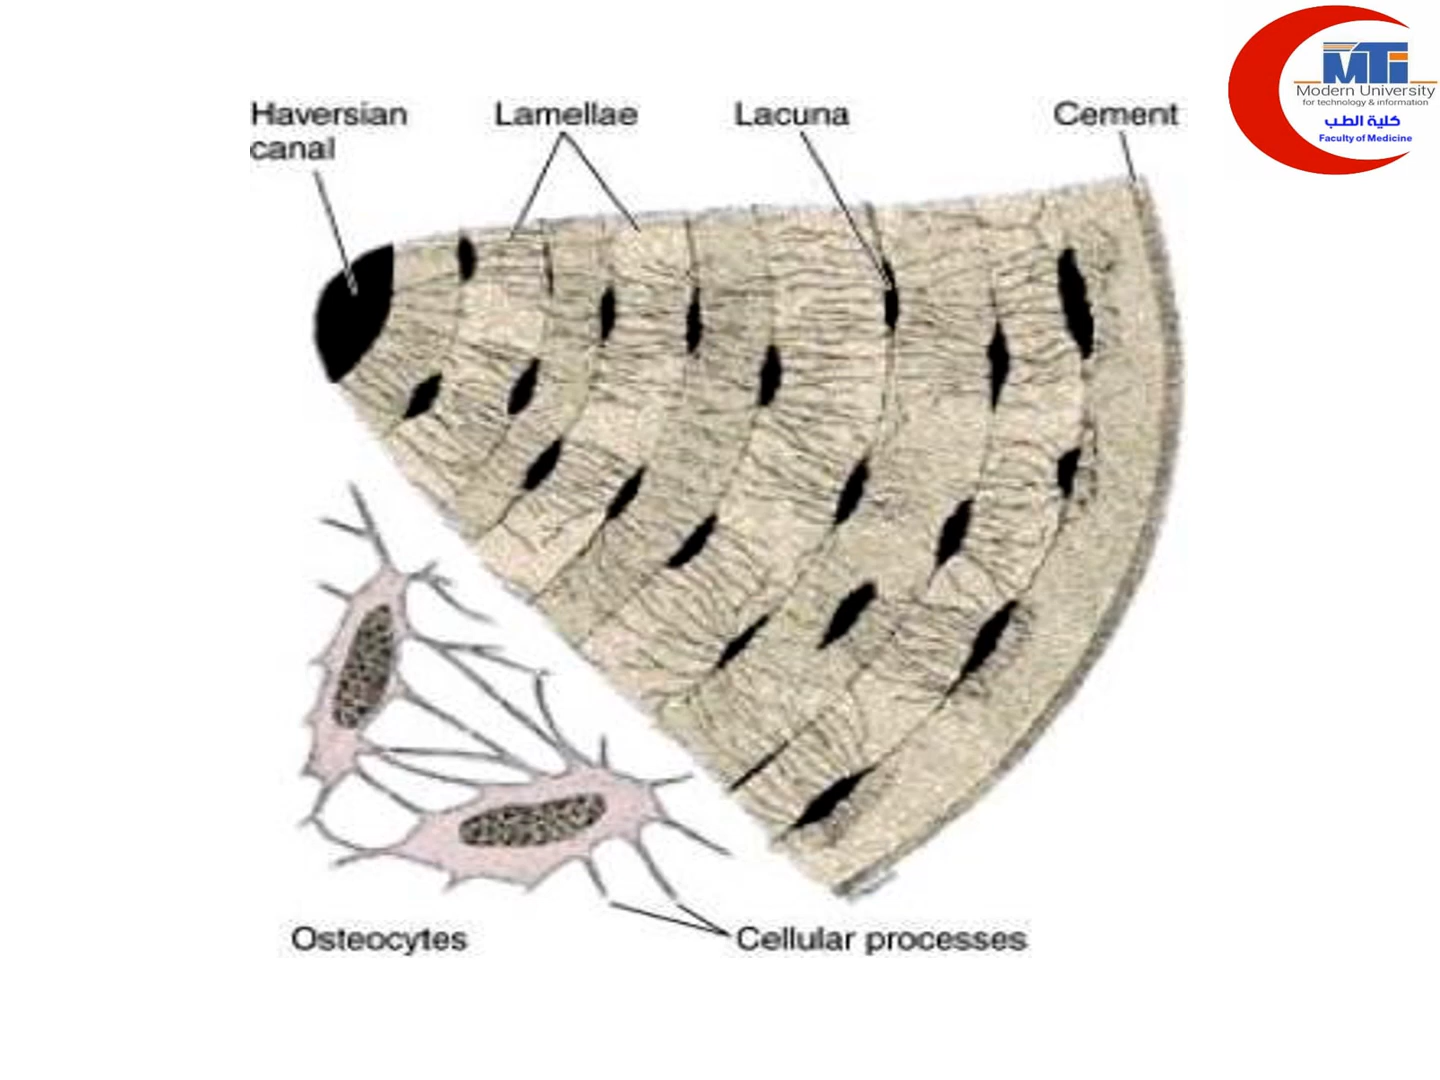 MTi
Modern University
for technology & information
كلية الطب
Faculty of Medicine
Haversian
canal
Lamellae
Lacuna
Cement
Osteocytes
Cellular processes